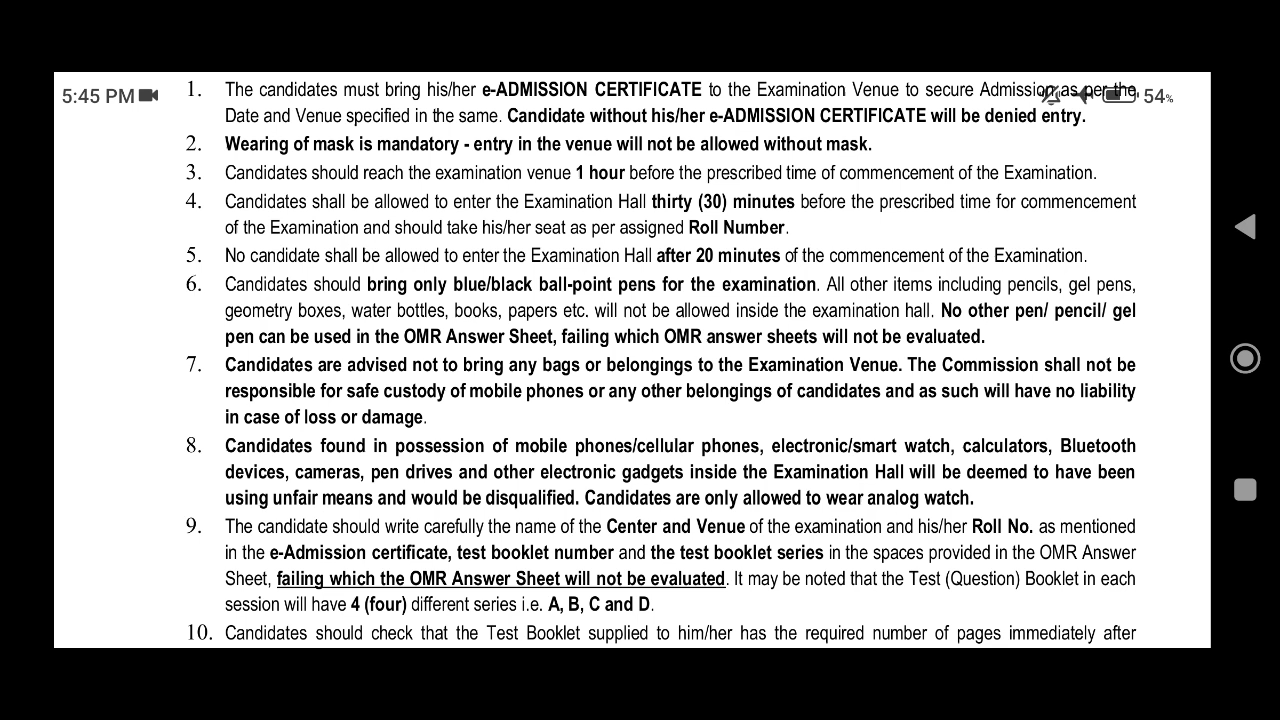 5:45 PM
54%
1. The candidates must bring his/her e-ADMISSION CERTIFICATE to the Examination Venue to secure Admission as per the
Date and Venue specified in the same. Candidate without his/her e-ADMISSION CERTIFICATE will be denied entry.
2. Wearing of mask is mandatory - entry in the venue will not be allowed without mask.
3. Candidates should reach the examination venue 1 hour before the prescribed time of commencement of the Examination.
4. Candidates shall be allowed to enter the Examination Hall thirty (30) minutes before the prescribed time for commencement
of the Examination and should take his/her seat as per assigned Roll Number.
5. No candidate shall be allowed to enter the Examination Hall after 20 minutes of the commencement of the Examination.
6. Candidates should bring only blue/black ball-point pens for the examination. All other items including pencils, gel pens,
geometry boxes, water bottles, books, papers etc. will not be allowed inside the examination hall. No other pen/ pencil/ gel
pen can be used in the OMR Answer Sheet, failing which OMR answer sheets will not be evaluated.
7. Candidates are advised not to bring any bags or belongings to the Examination Venue. The Commission shall not be
responsible for safe custody of mobile phones or any other belongings of candidates and as such will have no liability
in case of loss or damage.
8. Candidates found in possession of mobile phones/cellular phones, electronic/smart watch, calculators, Bluetooth
devices, cameras, pen drives and other electronic gadgets inside the Examination Hall will be deemed to have been
using unfair means and would be disqualified. Candidates are only allowed to wear analog watch.
9. The candidate should write carefully the name of the Center and Venue of the examination and his/her Roll No. as mentioned
in the e-Admission certificate, test booklet number and the test booklet series in the spaces provided in the OMR Answer
Sheet, failing which the OMR Answer Sheet will not be evaluated. It may be noted that the Test (Question) Booklet in each
session will have 4 (four) different series i.e. A, B, C and D.
10. Candidates should check that the Test Booklet supplied to him/her has the required number of pages immediately after